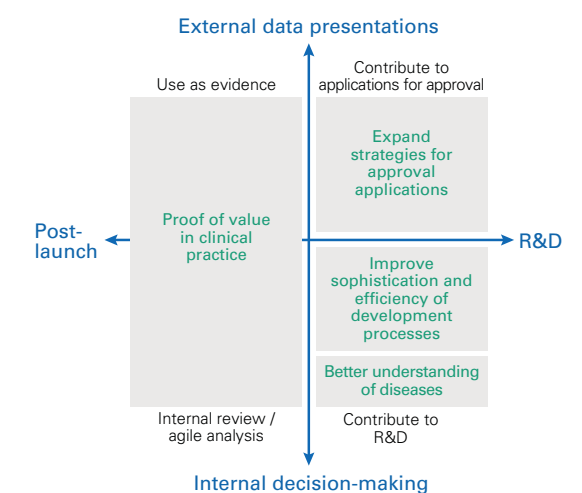 External data presentations
Use as evidence
Contribute to
applications for approval
Expand
strategies for
approval
applications
Proof of value
in clinical
practice
Post-
launch
R&D
Improve
sophistication and
efficiency of
development
processes
Better understanding
of diseases
Internal review /
agile analysis
Contribute to
R&D
Internal decision-making